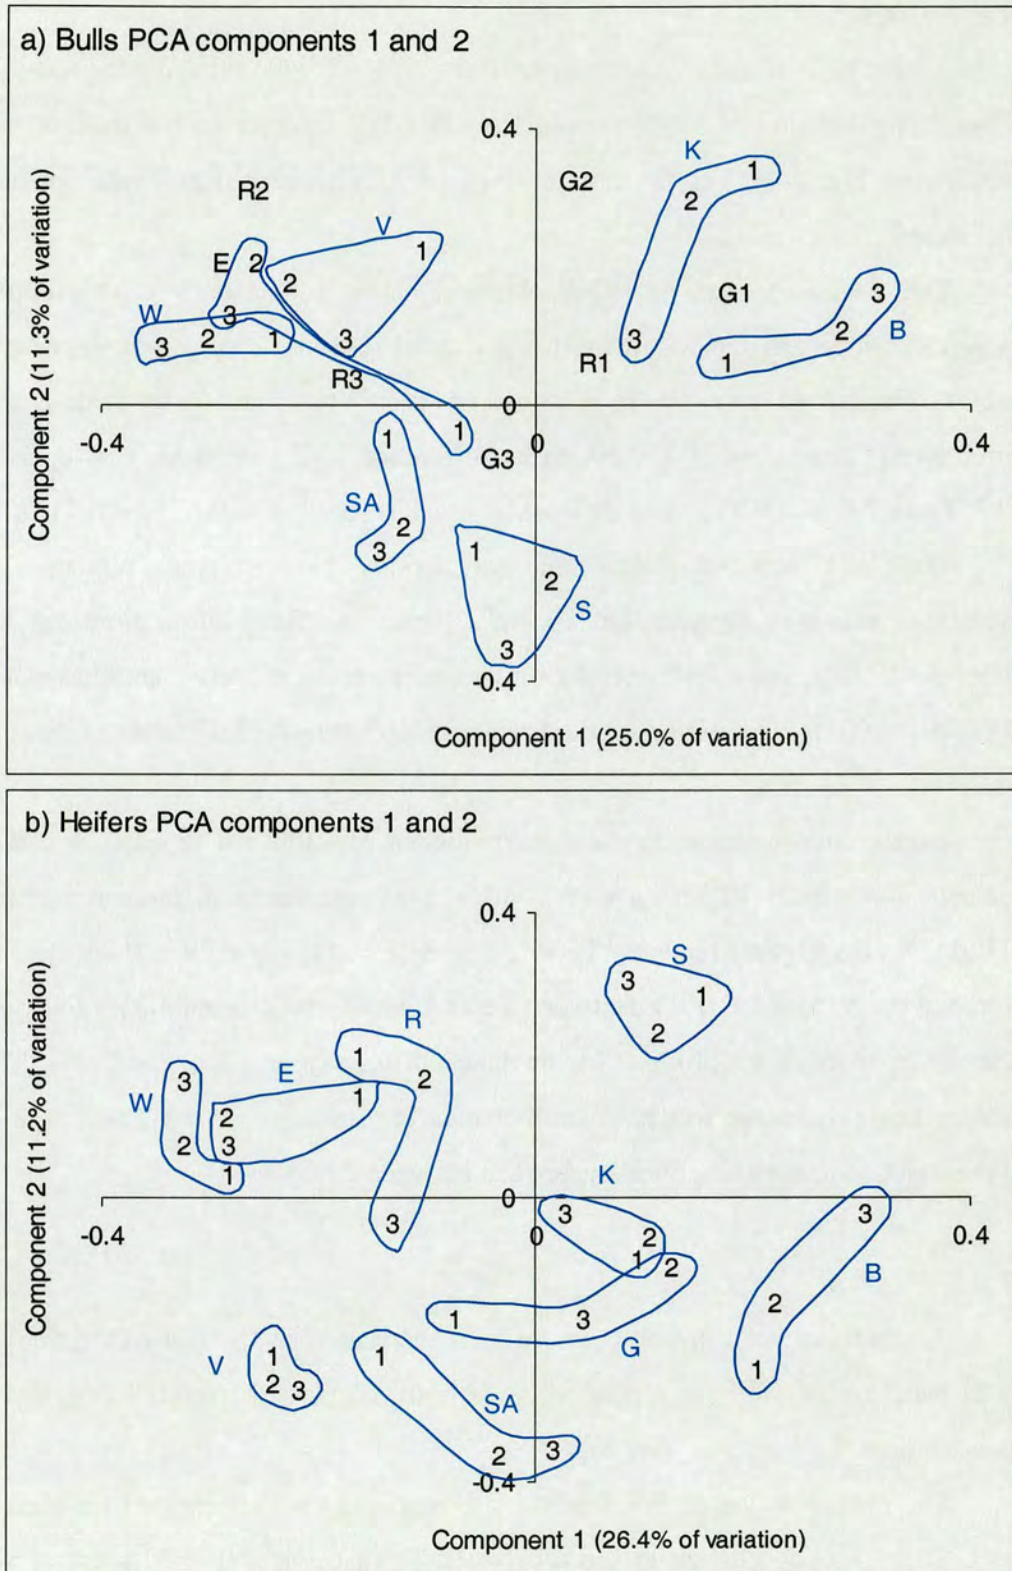 a) Bulls PCA components 1 and 2
0.4
K
1
G2
2
R2
V
1
E
2
2
G1
3
W
3
3
2
1
3
R3
R1
3
1
2
B
Component 2 (11.3% of variation)
-0.4
0
0
0.4
1
1
G3
SA
2
3
1
2
S
3
-0.4
Component 1 (25.0% of variation)
b) Heifers PCA components 1 and 2
0.4
S
3
1
2
R
1
2
E
1
W
3
2
2
3
1
3
K
3
2
1
2
B
3
2
1
Component 2 (11.2% of variation)
-0.4
0
0
0.4
1
3
G
V
1
2
3
1
SA
2
3
-0.4
Component 1 (26.4% of variation)